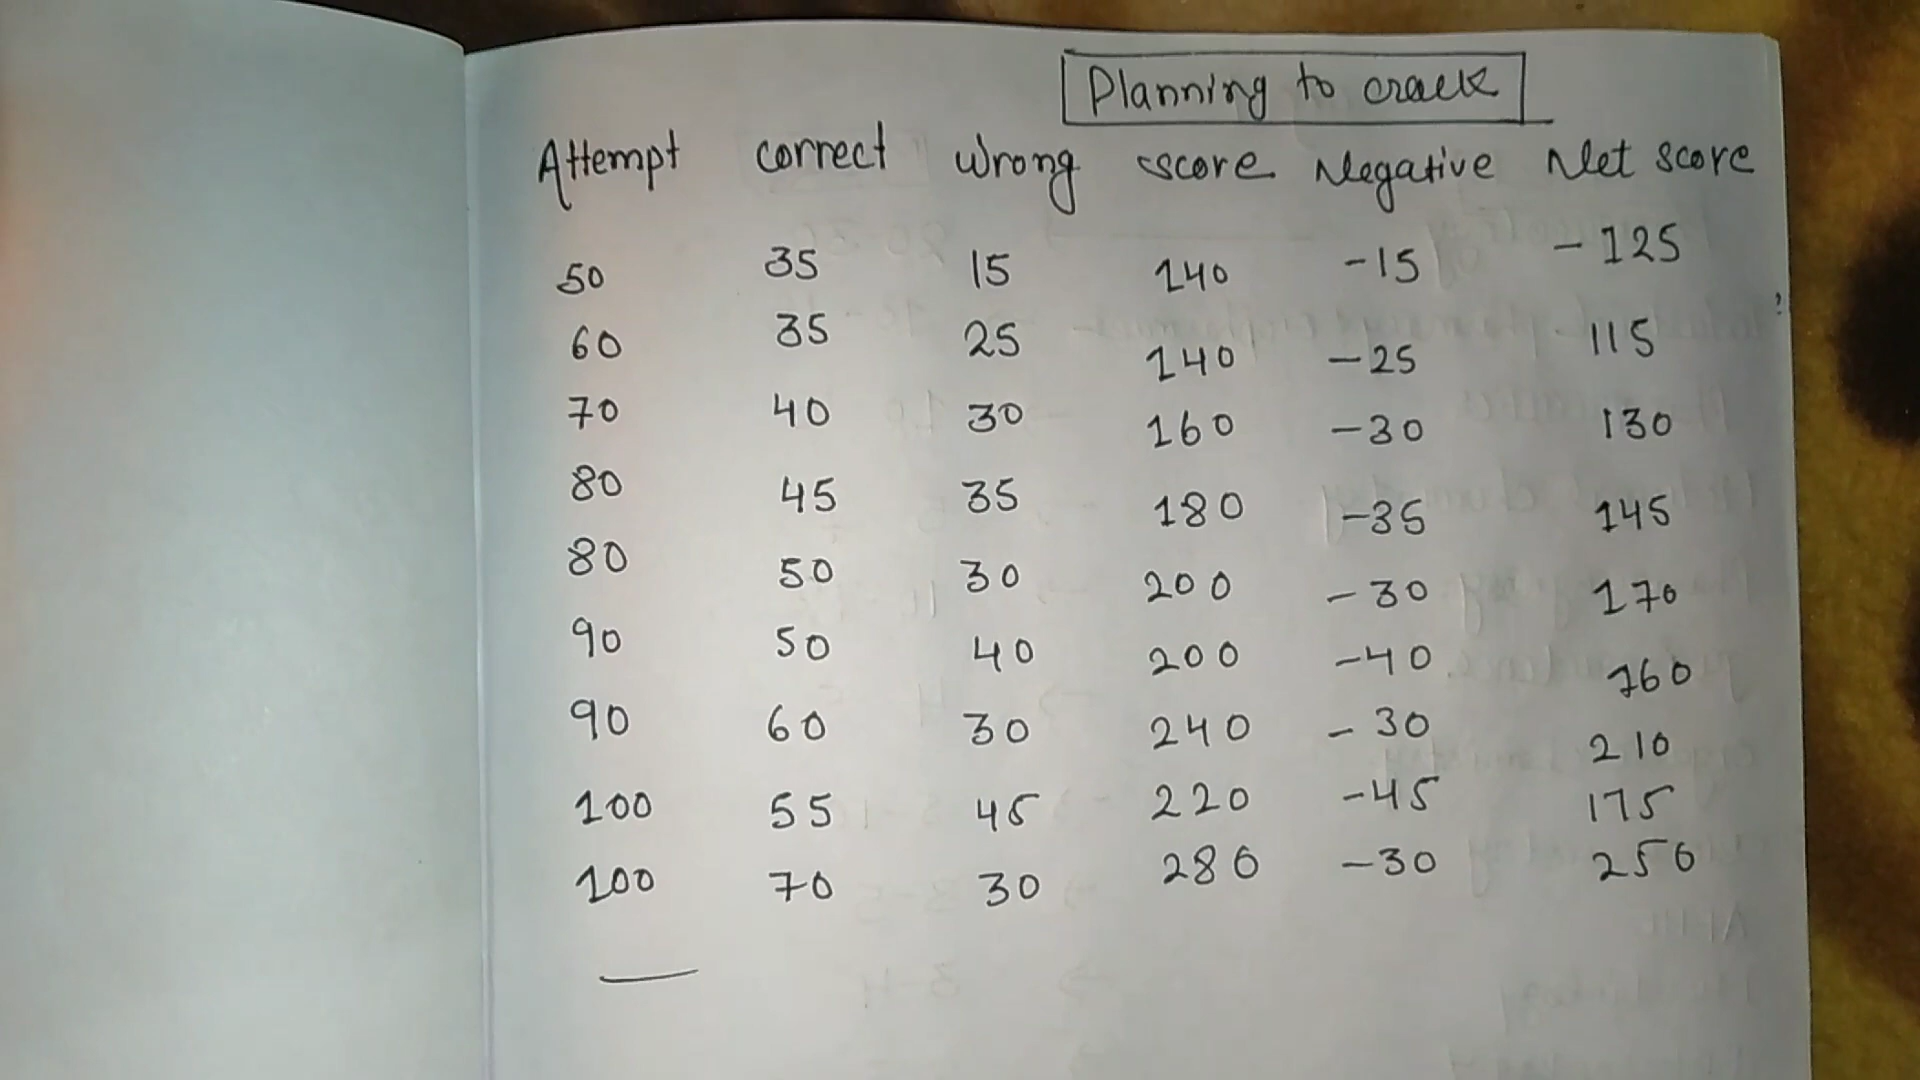 Planning to crack
Attempt correct wrong score Negative Net score
50 35 15 140 -15 - 125
60 35 25 140 -25 115
70 40 30 160 -30 130
80 45 35 180 -35 145
80 50 30 200 -30 170
90 50 40 200 -40 160
90 60 30 240 -30 210
100 55 45 220 -45 175
100 70 30 280 -30 250